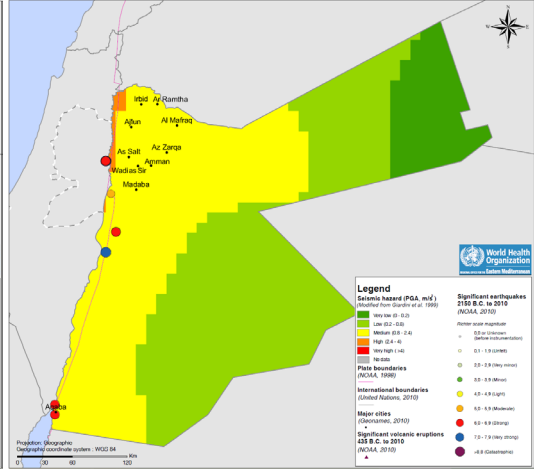 N
W
E
S
Irbid
Ar Ramtha
Ajlun
Al Mafraq
As Salt
Az Zarqa
Amman
Wadias Sir
Madaba
Aqaba
World Health
Organization
Eastern Mediterranean
Legend
Seismic hazard (PGA, m/s²)
(Modified from Giardini et al. 1999)
Very low (0 - 0.2)
Low (0.2 - 0.8)
Medium (0.8 - 2.4)
High (2.4 - 4)
Very high (>4)
No data
Plate boundaries
(NOAA, 1998)
International boundaries
(United Nations, 2010)
Major cities
(Geonames, 2010)
Significant volcanic eruptions
435 B.C. to 2010
(NOAA, 2010)
Significant earthquakes
2150 B.C. to 2010
(NOAA, 2010)
Richter scale magnitude
0.0 or Unknown
(before instrumentation)
0.1 - 1.9 (Unfelt)
2.0 - 2.9 (Very minor)
3.0 - 3.9 (Minor)
4.0 - 4.9 (Light)
5.0 - 5.9 (Moderate)
6.0 - 6.9 (Strong)
7.0 - 7.9 (Very strong)
>8.0 (Catastrophic)
Projection: Geographic
Geographic coordinate system: WGS 84
Km
0 30 60 120